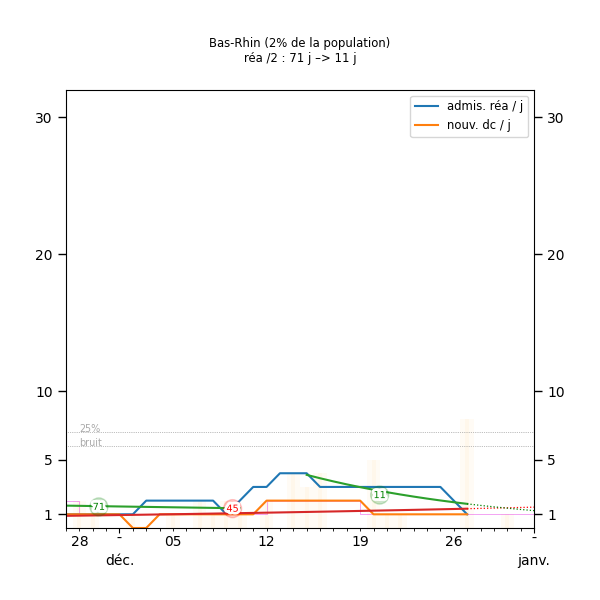 Bas-Rhin (2% de la population)
réa /2 : 71 j –> 11 j
admis. réa / j
nouv. dc / j
30 30
20 20
10 10
25%
bruit
5 5
71 45 11
1 1
28 - 05 12 19 26 -
déc. janv.